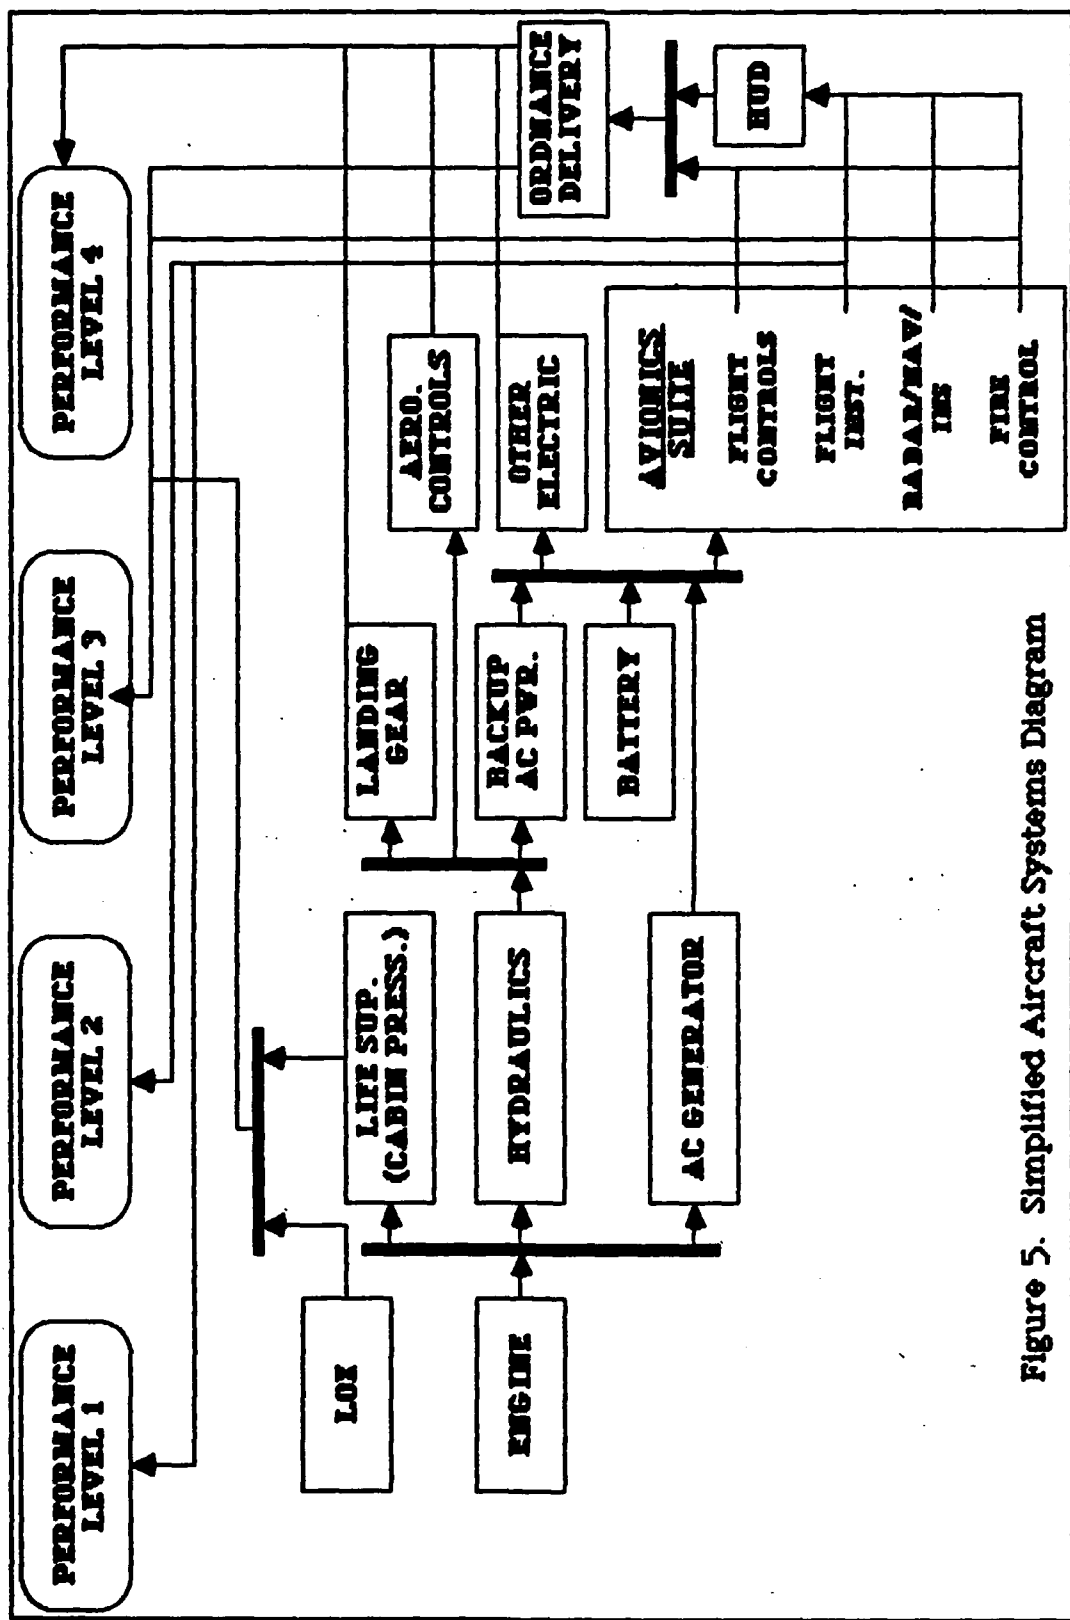 PERFORMANCE
LEVEL 1
PERFORMANCE
LEVEL 2
PERFORMANCE
LEVEL 3
PERFORMANCE
LEVEL 4
LOX
ENGINE
LIFE SUP.
(CABIN PRESS.)
HYDRAULICS
AC GENERATOR
LANDING
GEAR
BACKUP
AC PWR.
BATTERY
AERO.
CONTROLS
OTHER
ELECTRIC
AVIONICS
SUITE
FLIGHT
CONTROLS
FLIGHT
INST.
RADAR/NAV/
INS
FIRE
CONTROL
ORDNANCE
DELIVERY
HUD
Figure 5. Simplified Aircraft Systems Diagram